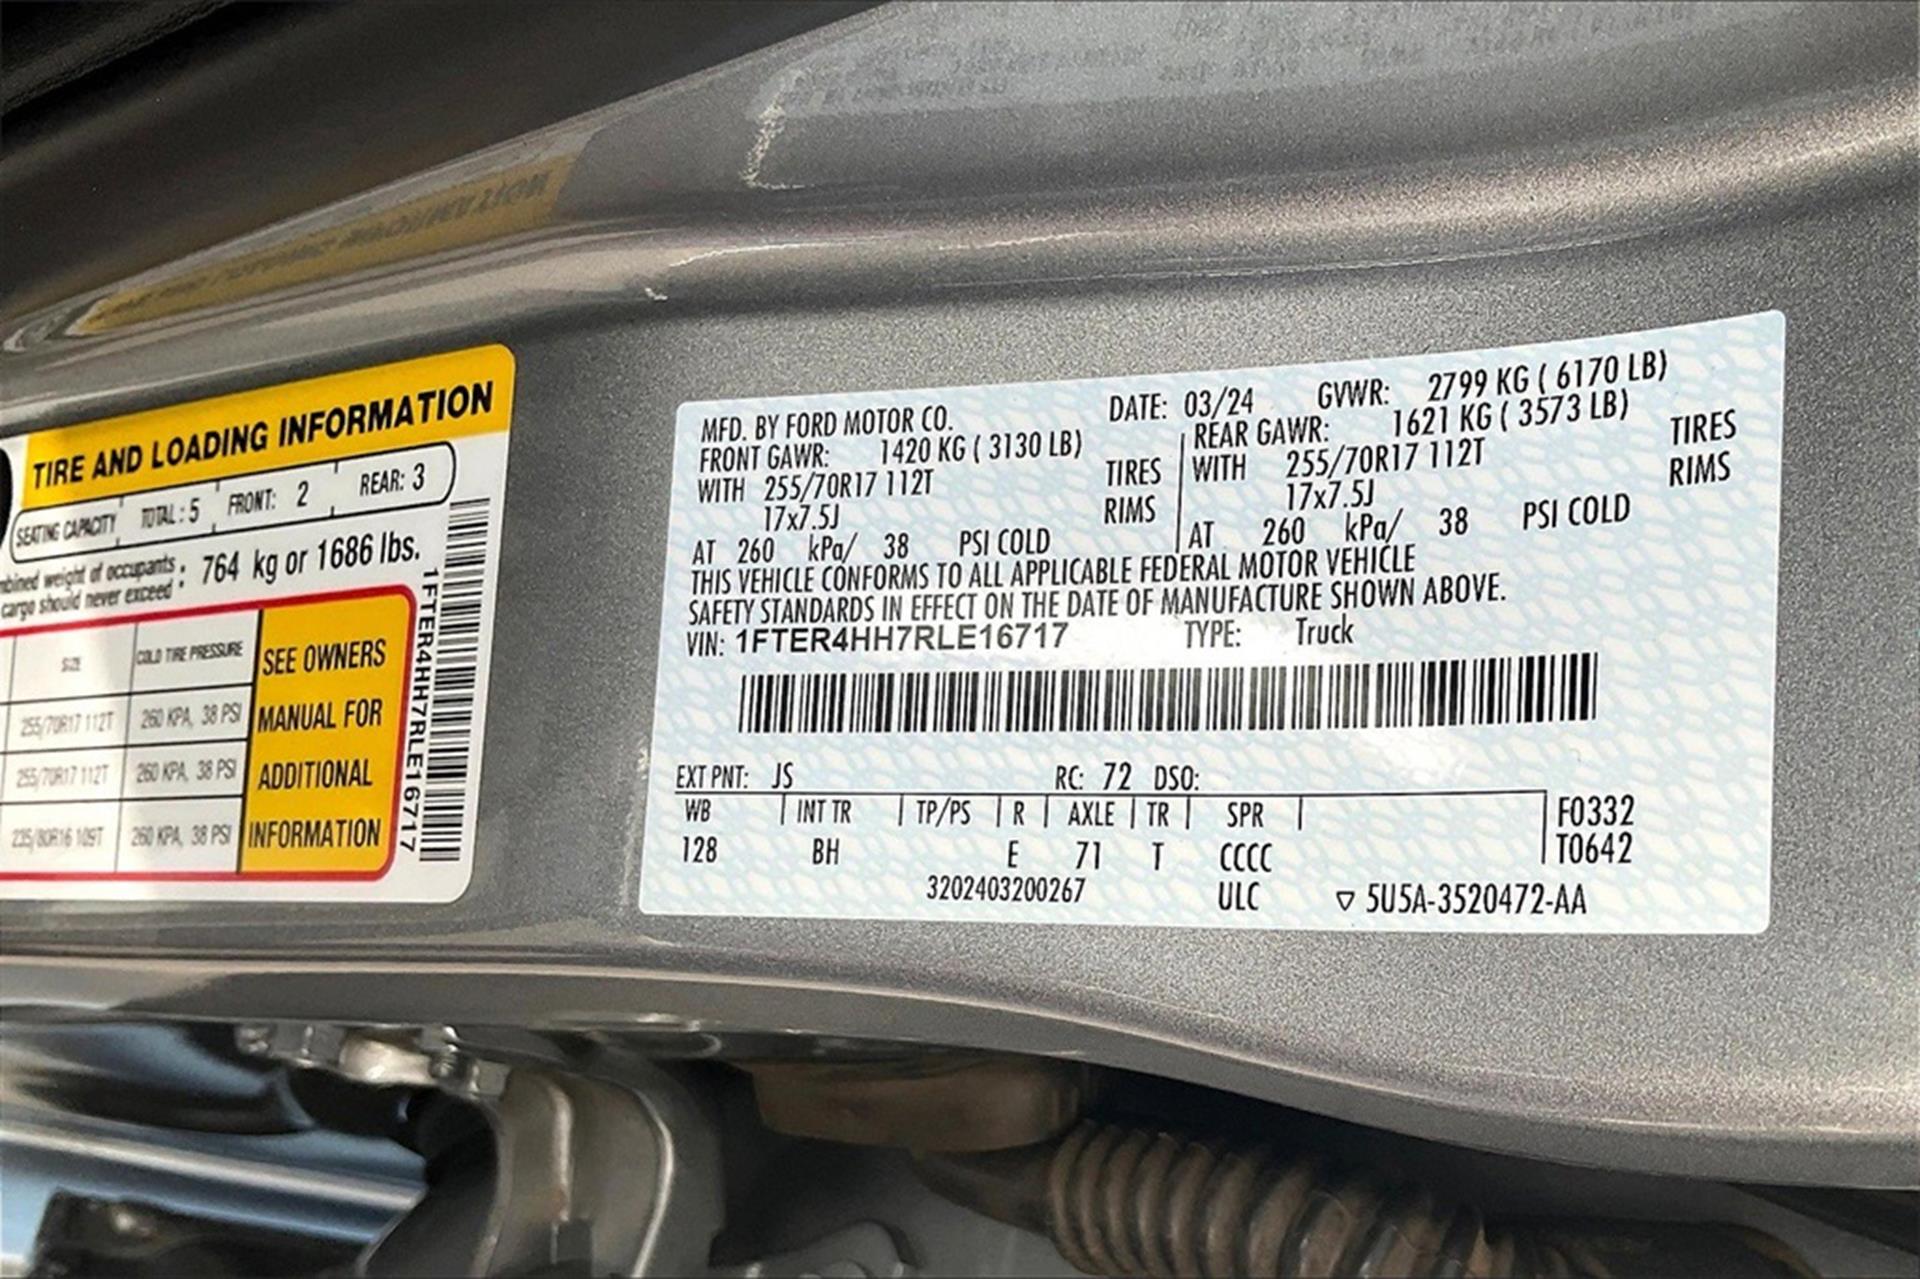 TIRE AND LOADING INFORMATION
SEATING CAPACITY TOTAL: 5 FRONT: 2 REAR: 3
weight of occupants
cargo should never exceed : 764 kg or 1686 lbs.
SIZE COLD TIRE PRESSURE SEE OWNERS
255/70R17 112T 260 KPA, 38 PSI MANUAL FOR
255/70R17 112T 260 KPA, 38 PSI ADDITIONAL
235/80R16 109T 260 KPA, 38 PSI INFORMATION
1FTER4HH7RLE16717
MFD. BY FORD MOTOR CO. DATE: 03/24 GVWR: 2799 KG ( 6170 LB)
FRONT GAWR: 1420 KG ( 3130 LB) REAR GAWR: 1621 KG ( 3573 LB)
WITH 255/70R17 112T TIRES WITH 255/70R17 112T TIRES
17x7.5J RIMS 17x7.5J RIMS
AT 260 kPa/ 38 PSI COLD AT 260 kPa/ 38 PSI COLD
THIS VEHICLE CONFORMS TO ALL APPLICABLE FEDERAL MOTOR VEHICLE
SAFETY STANDARDS IN EFFECT ON THE DATE OF MANUFACTURE SHOWN ABOVE.
VIN: 1FTER4HH7RLE16717 TYPE: Truck
EXT PNT: JS RC: 72 DSO:
WB INT TR TP/PS R AXLE TR SPR F0332
128 BH E 71 T CCCC T0642
3202403200267 ULC ▽ 5U5A-3520472-AA